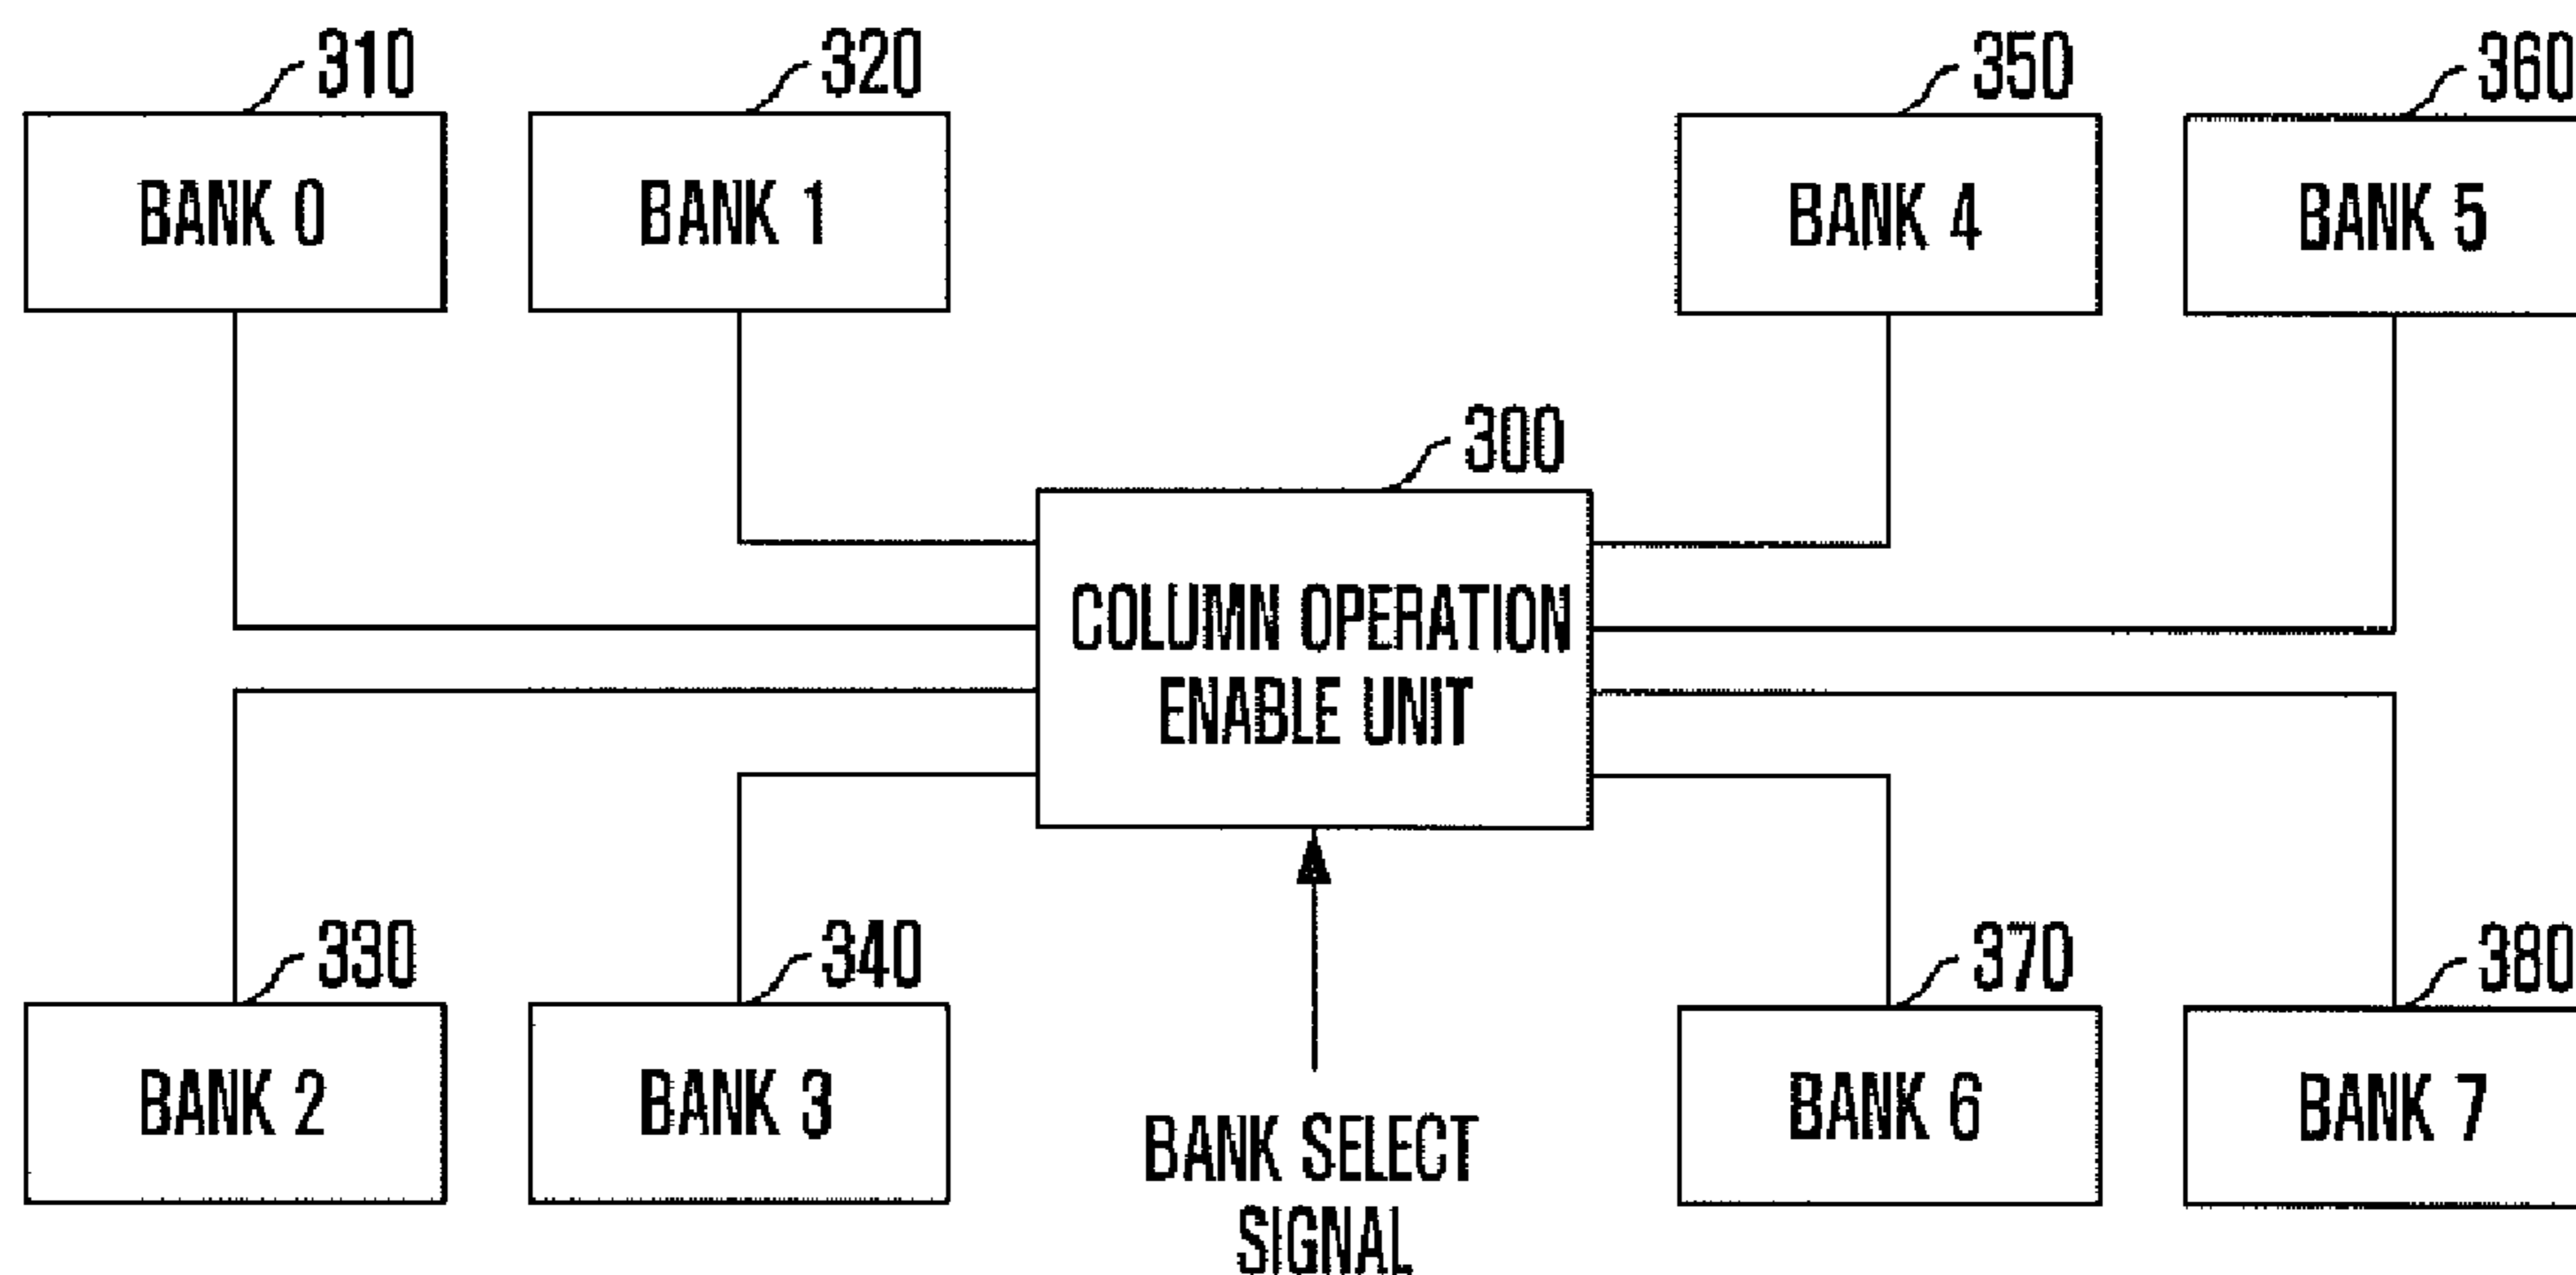 310
320
350
360
BANK 0
BANK 1
BANK 4
BANK 5
300
COLUMN OPERATION
ENABLE UNIT
330
340
370
380
BANK 2
BANK 3
BANK 6
BANK 7
BANK SELECT
SIGNAL